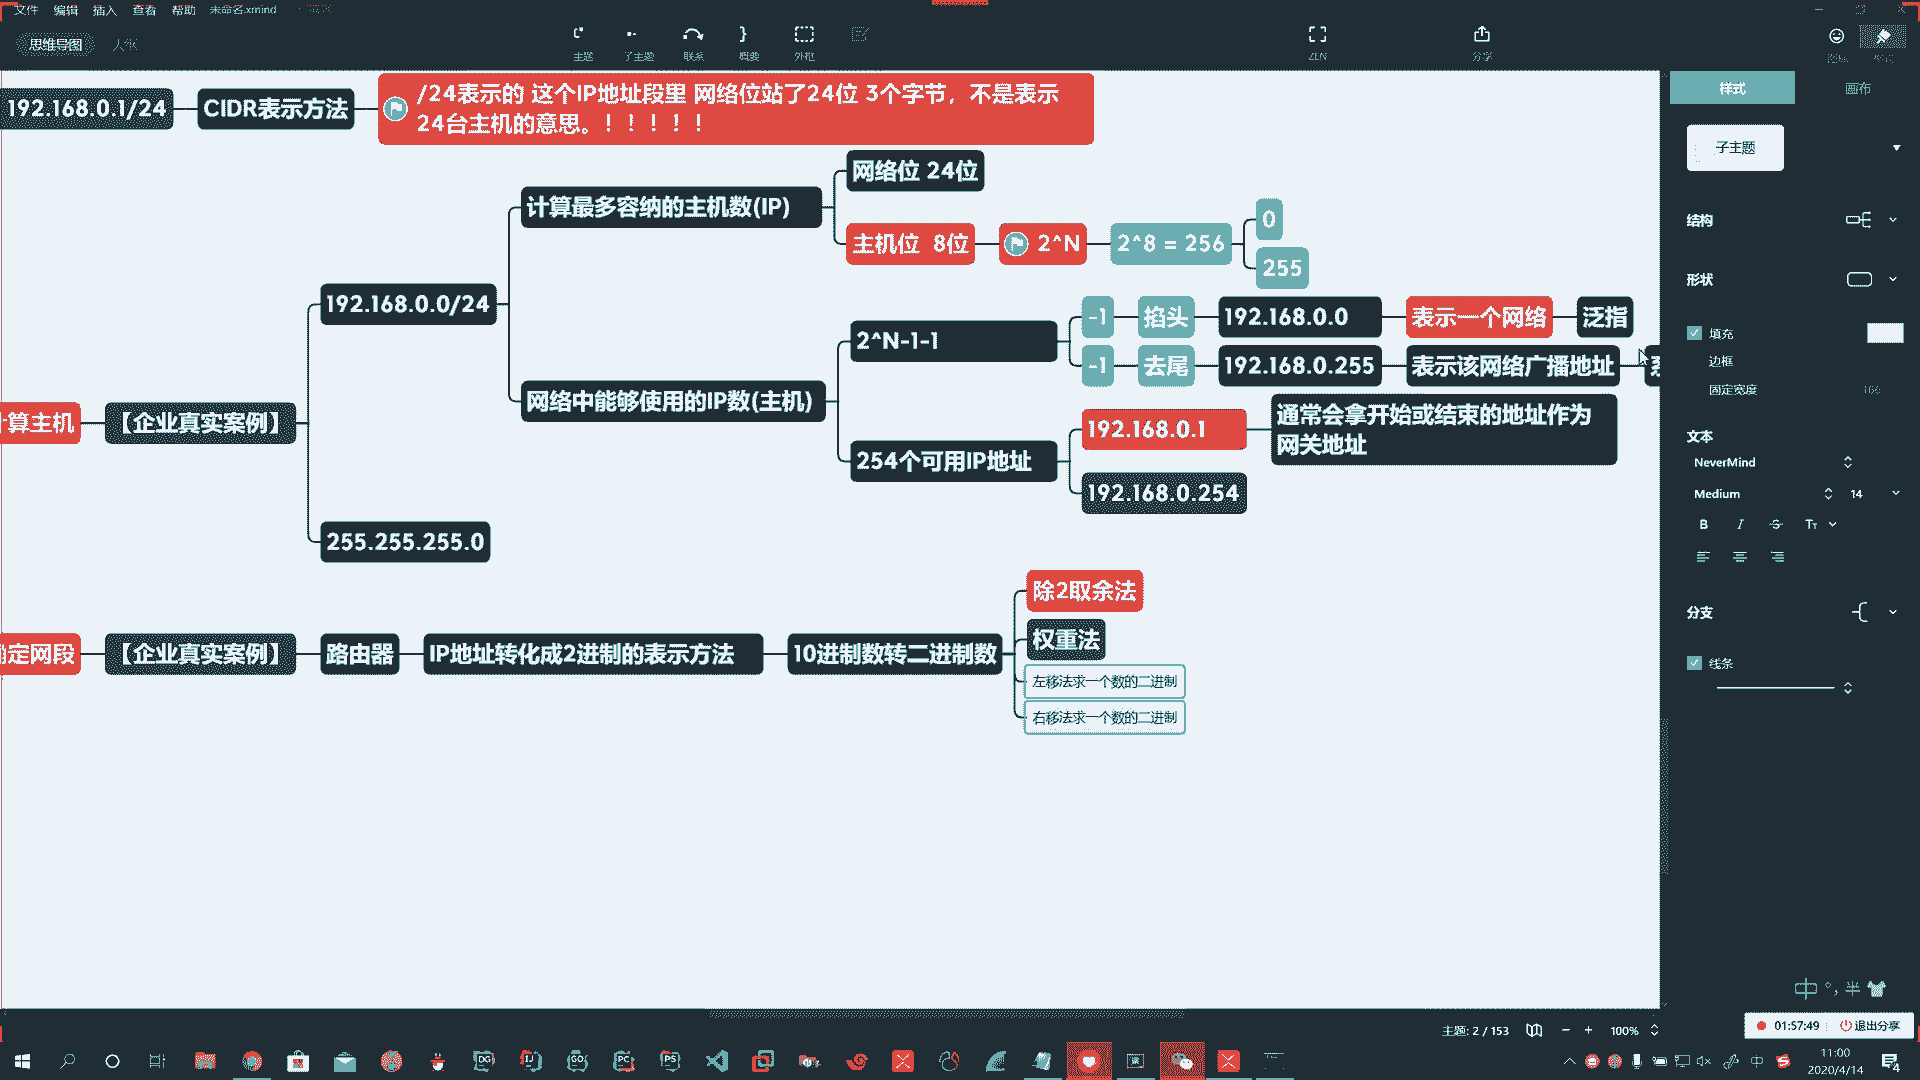 文件 编辑 插入 查看 帮助 未命名.xmind
思维导图 大纲
主题 子主题 联系 概要 外框 ZEN 分享
192.168.0.1/24
CIDR表示方法
/24表示的 这个IP地址段里 网络位站了24位 3个字节，不是表示
24台主机的意思。！！！！！
网络位 24位
计算最多容纳的主机数(IP)
主机位 8位
2^N
2^8 = 256
0
255
192.168.0.0/24
2^N-1-1
-1 掐头 192.168.0.0 表示一个网络 泛指
-1 去尾 192.168.0.255 表示该网络广播地址
网络中能够使用的IP数(主机)
254个可用IP地址
192.168.0.1
通常会拿开始或结束的地址作为
网关地址
192.168.0.254
计算主机
【企业真实案例】
255.255.255.0
定网段
【企业真实案例】
路由器
IP地址转化成2进制的表示方法
10进制数转二进制数
除2取余法
权重法
左移法求一个数的二进制
右移法求一个数的二进制
样式 画布
子主题
结构
形状
填充
边框
固定宽度 166
文本
NeverMind
Medium 14
B I S Tт
分支
线条
中 °, 半
主题: 2 / 153 100%
01:57:49 退出分享
DG IJ GO PC PS
中 S
11:00
2020/4/14
4